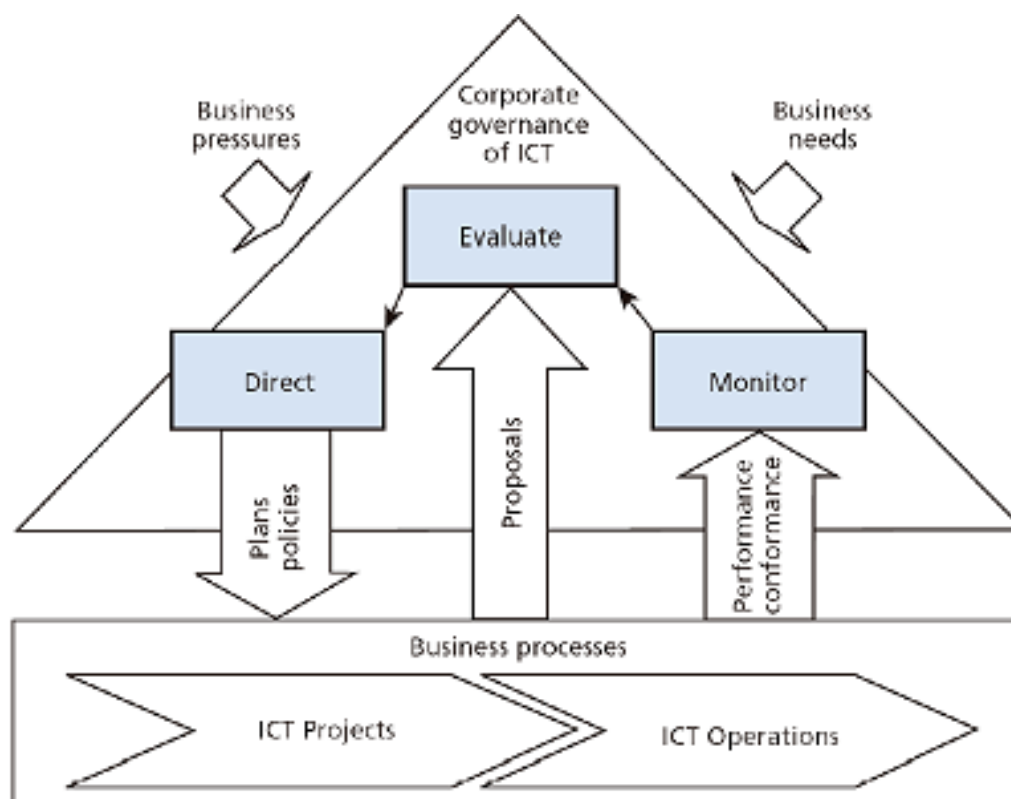 Corporate
governance
of ICT
Business
pressures
Business
needs
Evaluate
Direct
Monitor
Plans
policies
Proposals
Performance
conformance
Business processes
ICT Projects
ICT Operations